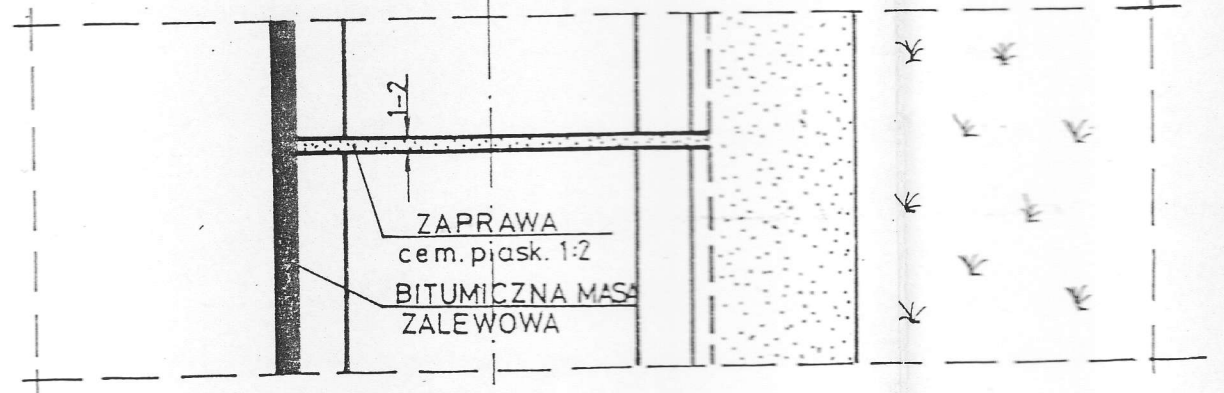 1-2
ZAPRAWA
cem. piask. 1:2
BITUMICZNA MASA
ZALEWOWA